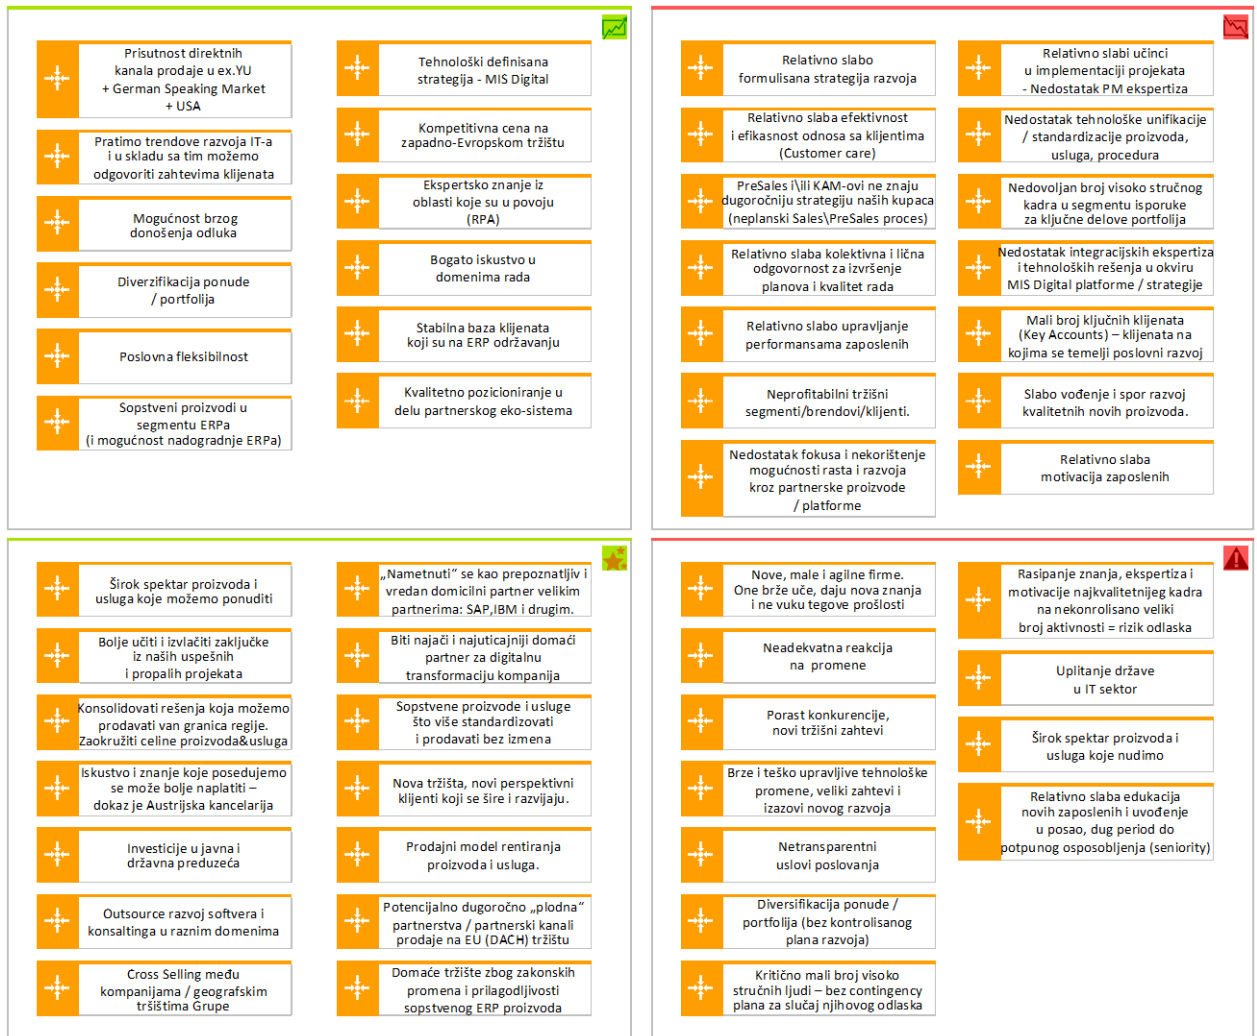 Prisutnost direktnih
kanala prodaje u ex.YU
+ German Speaking Market
+ USA
Pratimo trendove razvoja IT-a
i u skladu sa tim možemo
odgovoriti zahtevima klijenata
Mogućnost brzog
donošenja odluka
Diverzifikacija ponude
/ portfolija
Poslovna fleksibilnost
Sopstveni proizvodi u
segmentu ERPa
(i mogućnost nadogradnje ERPa)
Tehnološki definisana
strategija - MIS Digital
Kompetitivna cena na
zapadno-Evropskom tržištu
Ekspertsko znanje iz
oblasti koje su u povoju
(RPA)
Bogato iskustvo u
domenima rada
Stabilna baza klijenata
koji su na ERP održavanju
Kvalitetno pozicioniranje u
delu partnerskog eko-sistema
Relativno slabo
formulisana strategija razvoja
Relativno slaba efektivnost
i efikasnost odnosa sa klijentima
(Customer care)
PreSales i\ili KAM-ovi ne znaju
dugoročniju strategiju naših kupaca
(neplanski Sales\PreSales proces)
Relativno slaba kolektivna i lična
odgovornost za izvršenje
planova i kvalitet rada
Relativno slabo upravljanje
performansama zaposlenih
Neprofitabilni tržišni
segmenti/brendovi/klijenti.
Nedostatak fokusa i nekorištenje
mogućnosti rasta i razvoja
kroz partnerske proizvode
/ platforme
Relativno slabi učinci
u implementaciji projekata
- Nedostatak PM ekspertiza
Nedostatak tehnološke unifikacije
/ standardizacije proizvoda,
usluga, procedura
Nedovoljan broj visoko stručnog
kadra u segmentu isporuke
za ključne delove portfolija
Nedostatak integracijskih ekspertiza
i tehnoloških rešenja u okviru
MIS Digital platforme / strategije
Mali broj ključnih klijenata
(Key Accounts) – klijenata na
kojima se temelji poslovni razvoj
Slabo vođenje i spor razvoj
kvalitetnih novih proizvoda.
Relativno slaba
motivacija zaposlenih
Širok spektar proizvoda i
usluga koje možemo ponuditi
Bolje učiti i izvlačiti zaključke
iz naših uspešnih
i propalih projekata
Konsolidovati rešenja koja možemo
prodavati van granica regije.
Zaokružiti celine proizvoda&usluga
Iskustvo i znanje koje posedujemo
se može bolje naplatiti –
dokaz je Austrijska kancelarija
Investicije u javna i
državna preduzeća
Outsource razvoj softvera i
konsaltinga u raznim domenima
Cross Selling među
kompanijama / geografskim
tršištima Grupe
„Nametnuti“ se kao prepoznatljiv i
vredan domicilni partner velikim
partnerima: SAP,IBM i drugim.
Biti najači i najuticajniji domaći
partner za digitalnu
transformaciju kompanija
Sopstvene proizvode i usluge
što više standardizovati
i prodavati bez izmena
Nova tržišta, novi perspektivni
klijenti koji se šire i razvijaju.
Prodajni model rentiranja
proizvoda i usluga.
Potencijalno dugoročno „plodna“
partnerstva / partnerski kanali
prodaje na EU (DACH) tržištu
Domaće tržište zbog zakonskih
promena i prilagodljivosti
sopstvenog ERP proizvoda
Nove, male i agilne firme.
One brže uče, daju nova znanja
i ne vuku tegove prošlosti
Neadekvatna reakcija
na promene
Porast konkurencije,
novi tržišni zahtevi
Brze i teško upravljive tehnološke
promene, veliki zahtevi i
izazovi novog razvoja
Netransparentni
uslovi poslovanja
Diversifikacija ponude /
portfolija (bez kontrolisanog
plana razvoja)
Kritično mali broj visoko
stručnih ljudi – bez contingency
plana za slučaj njihovog odlaska
Rasipanje znanja, ekspertiza i
motivacije najkvalitetnijeg kadra
na nekonrolisano veliki
broj aktivnosti = rizik odlaska
Uplitanje države
u IT sektor
Širok spektar proizvoda i
usluga koje nudimo
Relativno slaba edukacija
novih zaposlenih i uvođenje
u posao, dug period do
potpunog osposobljenja (seniority)